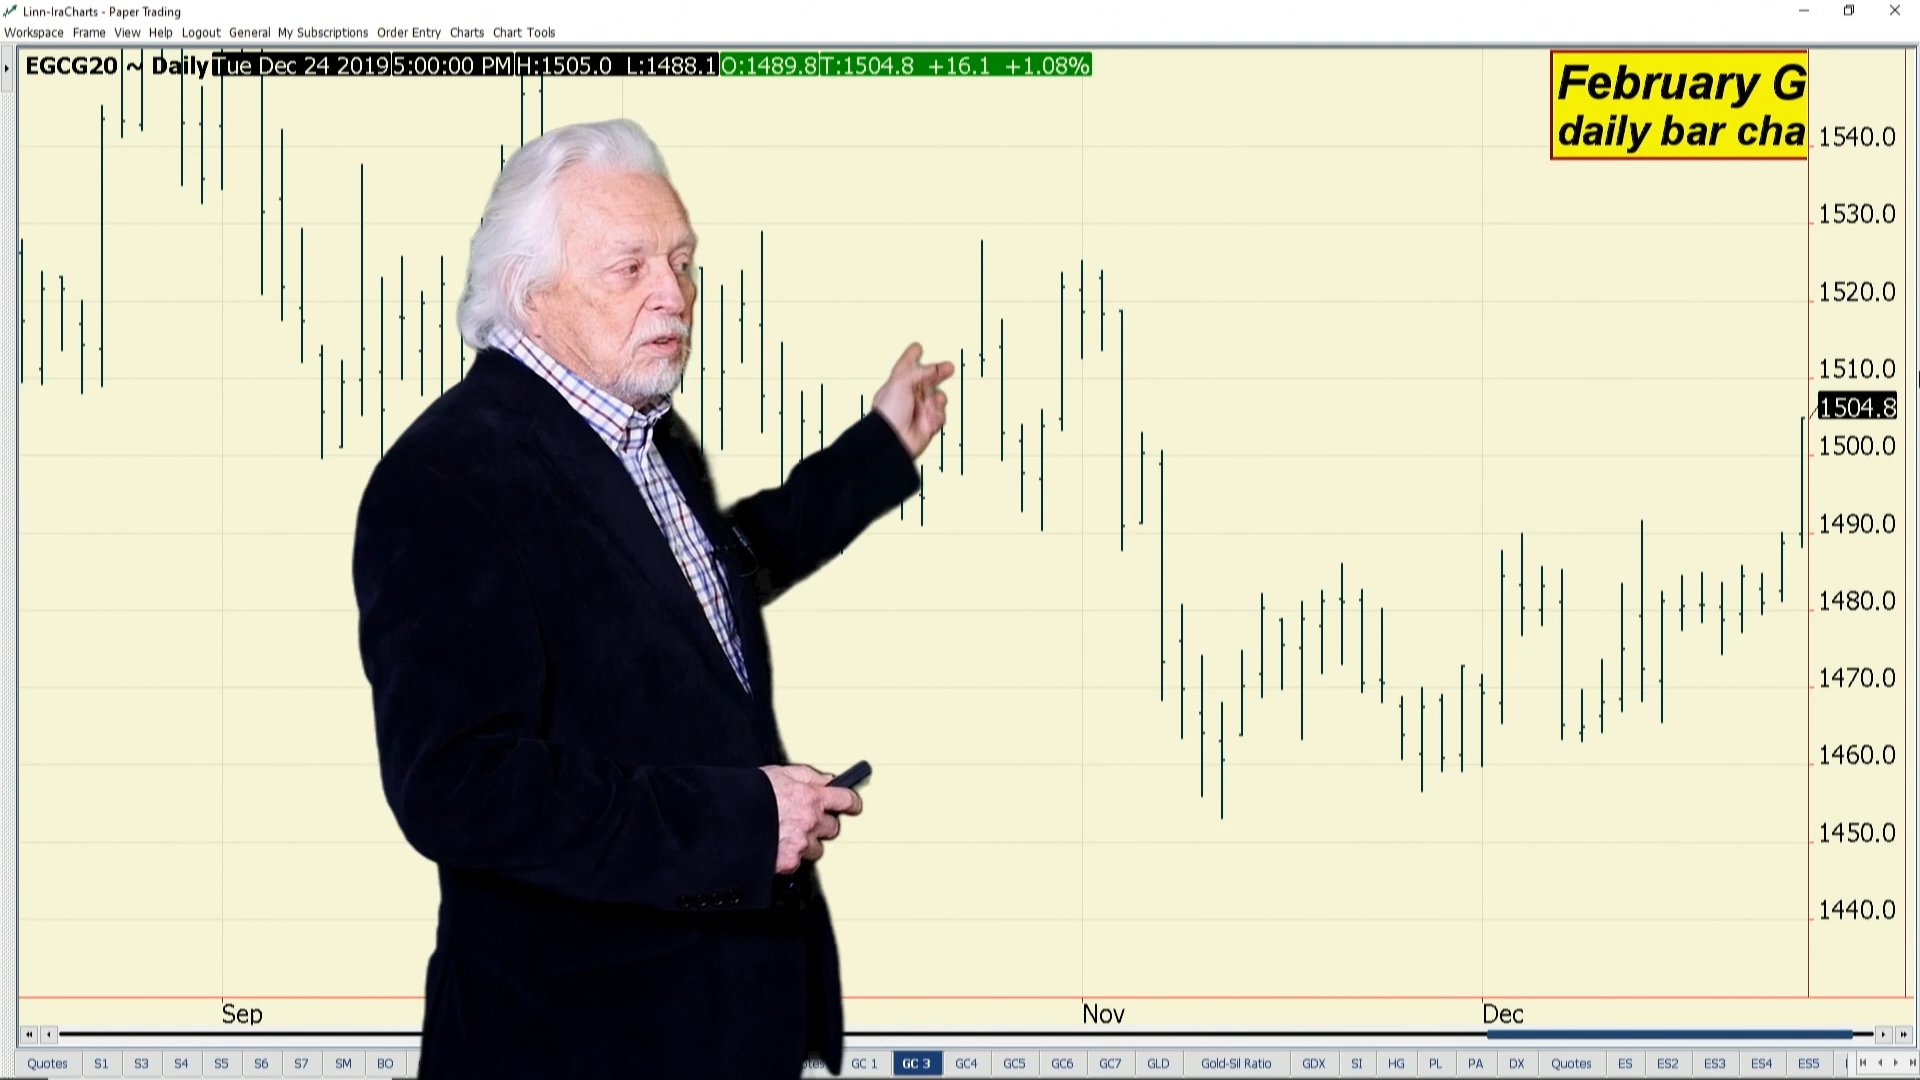 Linn-IraCharts - Paper Trading
Workspace Frame View Help Logout General My Subscriptions Order Entry Charts Chart Tools
EGCG20 ~ Daily Tue Dec 24 2019 5:00:00 PM H:1505.0 L:1488.1 O:1489.8 T:1504.8 +16.1 +1.08%
February G
daily bar cha
1540.0
1530.0
1520.0
1510.0
1504.8
1500.0
1490.0
1480.0
1470.0
1460.0
1450.0
1440.0
Sep Nov Dec
Quotes S1 S3 S4 S5 S6 S7 SM BO GC 1 GC 3 GC4 GC5 GC6 GC7 GLD Gold-Sil Ratio GDX SI HG PL PA DX Quotes ES ES2 ES3 ES4 ES5